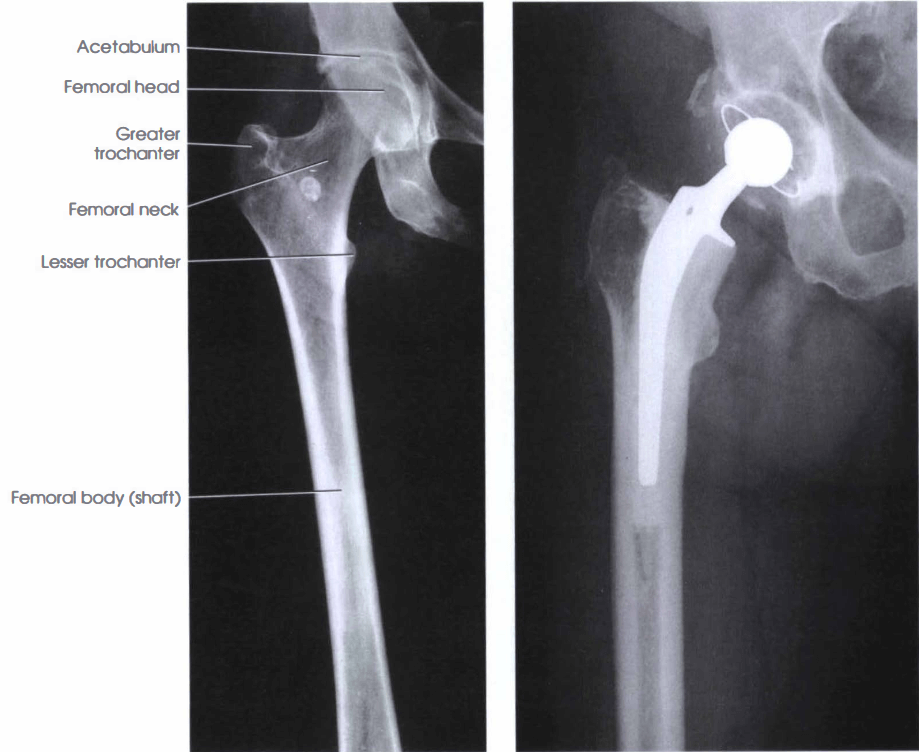 Acetabulum
Femoral head
Greater
trochanter
Femoral neck
Lesser trochanter
Femoral body (shaft)